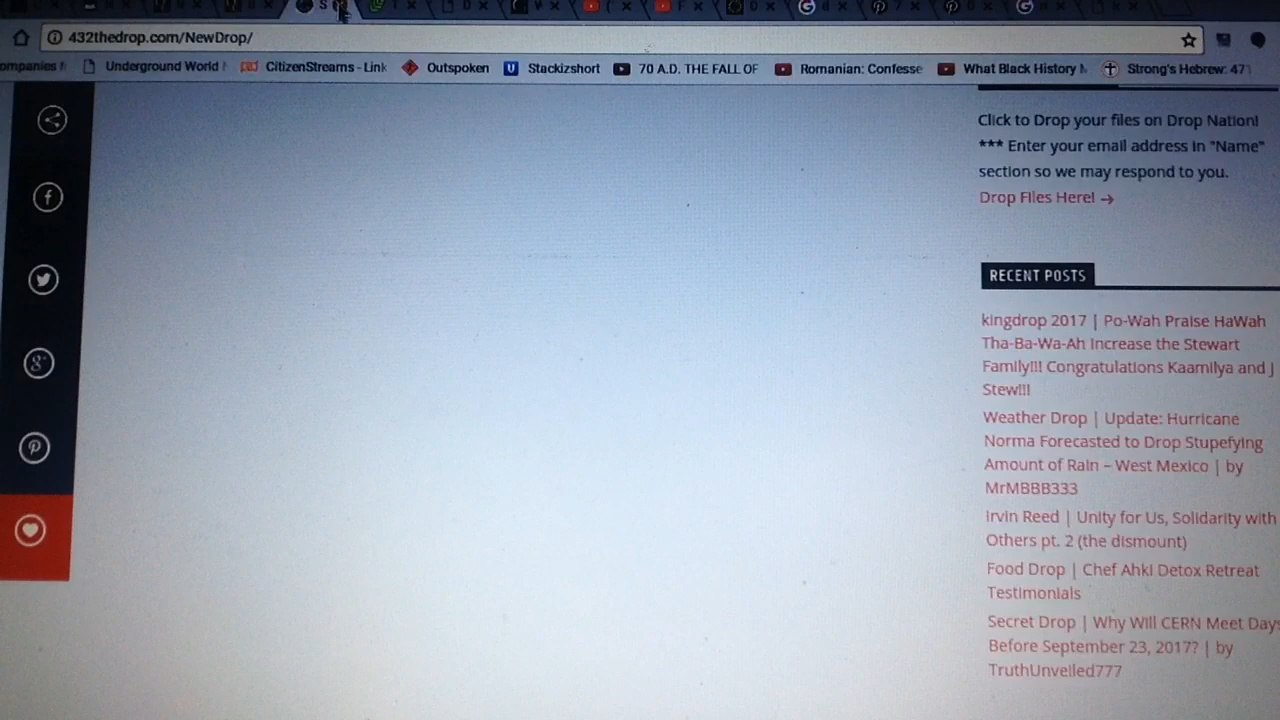 432thedrop.com/NewDrop/
ompanies Underground World CitizenStreams - Link Outspoken Stackizshort 70 A.D. THE FALL OF Romanian: Confesse What Black History Strong's Hebrew: 47
Click to Drop your files on Drop Nation!
*** Enter your email address in "Name"
section so we may respond to you.
Drop Files Here! →
RECENT POSTS
kingdrop 2017 | Po-Wah Praise HaWah
Tha-Ba-Wa-Ah Increase the Stewart
Family!!! Congratulations Kaamilya and J
Stew!!!
Weather Drop | Update: Hurricane
Norma Forecasted to Drop Stupefying
Amount of Rain – West Mexico | by
MrMBBB333
Irvin Reed | Unity for Us, Solidarity with
Others pt. 2 (the dismount)
Food Drop | Chef Ahki Detox Retreat
Testimonials
Secret Drop | Why Will CERN Meet Days
Before September 23, 2017? | by
TruthUnveiled777